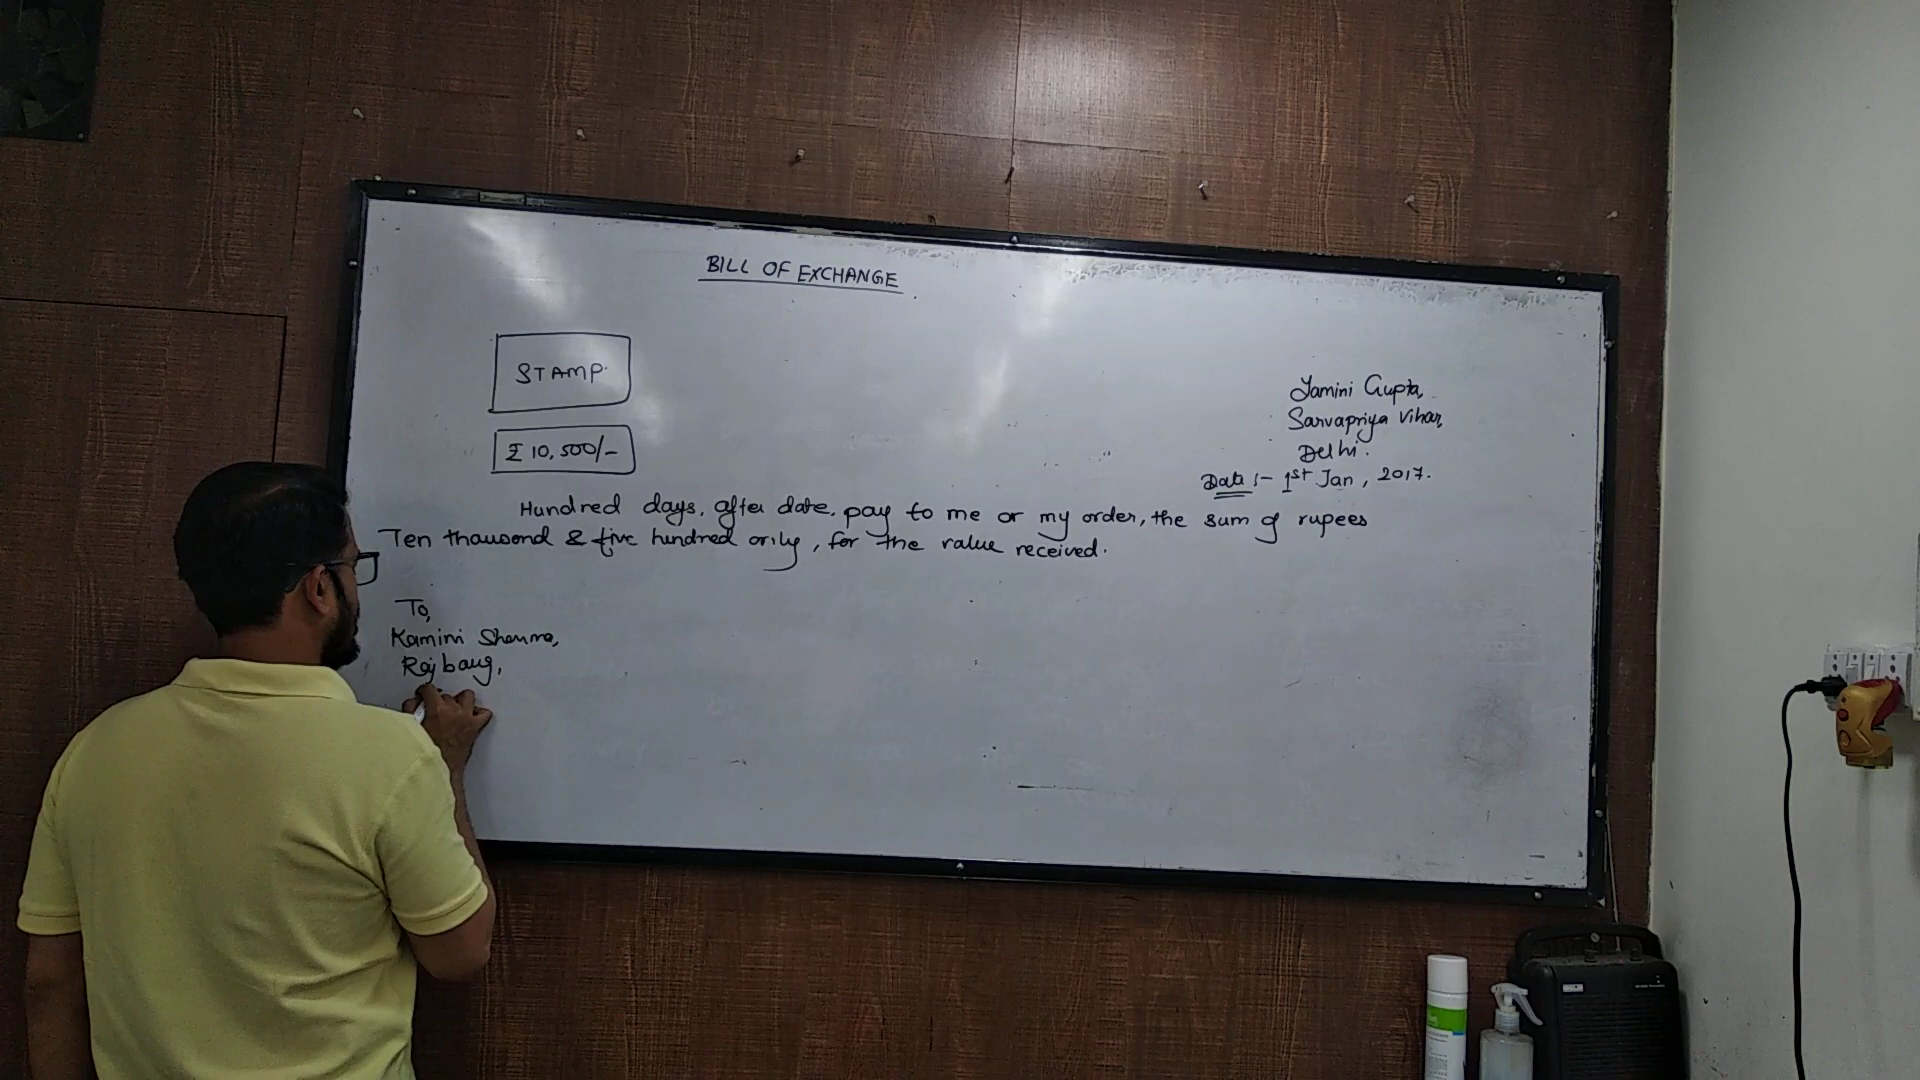 BILL OF EXCHANGE
STAMP.
₹ 10,500/-
Yamini Gupta,
Sarvapriya Vihar,
Delhi.
Date :- 1st Jan, 2017.
Hundred days, after date, pay to me or my order, the sum of rupees
Ten thousand & five hundred only, for the value received.
To,
Kamini Sharma,
Rajbaug,